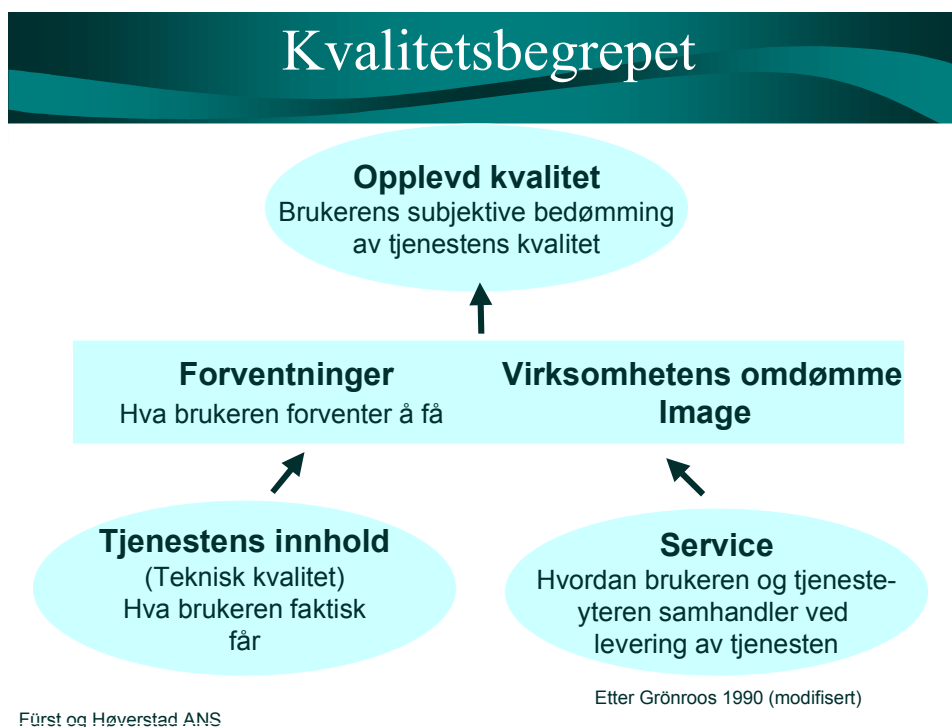 Kvalitetsbegrepet
Opplevd kvalitet
Brukerens subjektive bedømming
av tjenestens kvalitet
Forventninger
Hva brukeren forventer å få
Virksomhetens omdømme
Image
Tjenestens innhold
(Teknisk kvalitet)
Hva brukeren faktisk
får
Service
Hvordan brukeren og tjeneste-
yteren samhandler ved
levering av tjenesten
Etter Grönroos 1990 (modifisert)
Fürst og Høverstad ANS